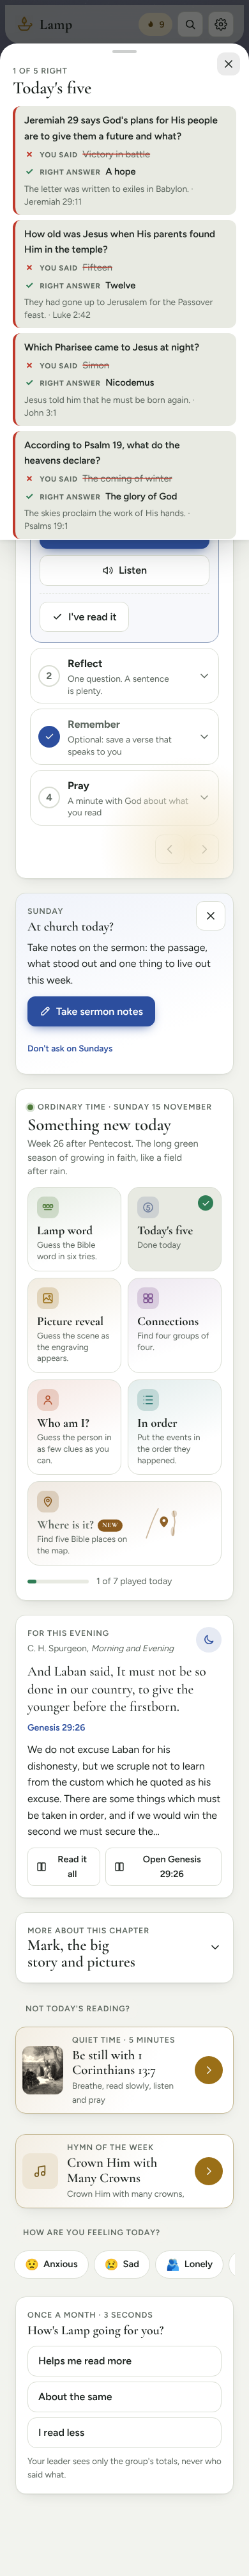 Lamp
9
1 OF 5 RIGHT
Today's five
Jeremiah 29 says God's plans for His people
are to give them a future and what?
YOU SAID Victory in battle
RIGHT ANSWER A hope
The letter was written to exiles in Babylon. ·
Jeremiah 29:11
How old was Jesus when His parents found
Him in the temple?
YOU SAID Fifteen
RIGHT ANSWER Twelve
They had gone up to Jerusalem for the Passover
feast. · Luke 2:42
Which Pharisee came to Jesus at night?
YOU SAID Simon
RIGHT ANSWER Nicodemus
Jesus told him that he must be born again. ·
John 3:1
According to Psalm 19, what do the
heavens declare?
YOU SAID The coming of winter
RIGHT ANSWER The glory of God
The skies proclaim the work of His hands. ·
Psalms 19:1
Listen
I've read it
2
Reflect
One question. A sentence
is plenty.
Remember
Optional: save a verse that
speaks to you
4
Pray
A minute with God about what
you read
SUNDAY
At church today?
Take notes on the sermon: the passage,
what stood out and one thing to live out
this week.
Take sermon notes
Don't ask on Sundays
ORDINARY TIME · SUNDAY 15 NOVEMBER
Something new today
Week 26 after Pentecost. The long green
season of growing in faith, like a field
after rain.
Lamp word
Guess the Bible
word in six tries.
5
Today's five
Done today
Picture reveal
Guess the scene as
the engraving
appears.
Connections
Find four groups of
four.
Who am I?
Guess the person in
as few clues as you
can.
In order
Put the events in
the order they
happened.
Where is it? NEW
Find five Bible places on
the map.
1 of 7 played today
FOR THIS EVENING
C. H. Spurgeon, Morning and Evening
And Laban said, It must not be so
done in our country, to give the
younger before the firstborn.
Genesis 29:26
We do not excuse Laban for his
dishonesty, but we scruple not to learn
from the custom which he quoted as his
excuse. There are some things which must
be taken in order, and if we would win the
second we must secure the...
Read it
all
Open Genesis
29:26
MORE ABOUT THIS CHAPTER
Mark, the big
story and pictures
NOT TODAY'S READING?
QUIET TIME · 5 MINUTES
Be still with 1
Corinthians 13:7
Breathe, read slowly, listen
and pray
HYMN OF THE WEEK
Crown Him with
Many Crowns
Crown Him with many crowns,
HOW ARE YOU FEELING TODAY?
Anxious
Sad
Lonely
ONCE A MONTH · 3 SECONDS
How's Lamp going for you?
Helps me read more
About the same
I read less
Your leader sees only the group's totals, never who
said what.